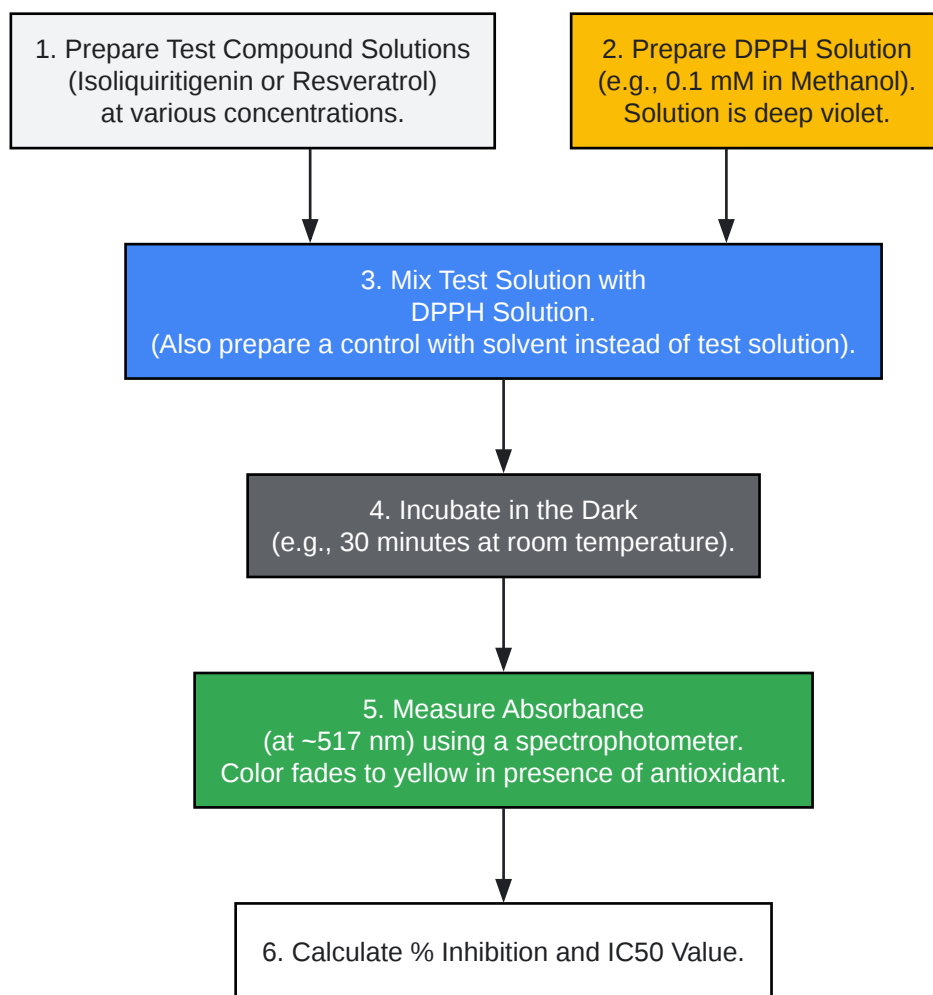 1. Prepare Test Compound Solutions
(Isoliquiritigenin or Resveratrol)
at various concentrations.
2. Prepare DPPH Solution
(e.g., 0.1 mM in Methanol).
Solution is deep violet.
3. Mix Test Solution with
DPPH Solution.
(Also prepare a control with solvent instead of test solution).
4. Incubate in the Dark
(e.g., 30 minutes at room temperature).
5. Measure Absorbance
(at ~517 nm) using a spectrophotometer.
Color fades to yellow in presence of antioxidant.
6. Calculate % Inhibition and IC50 Value.